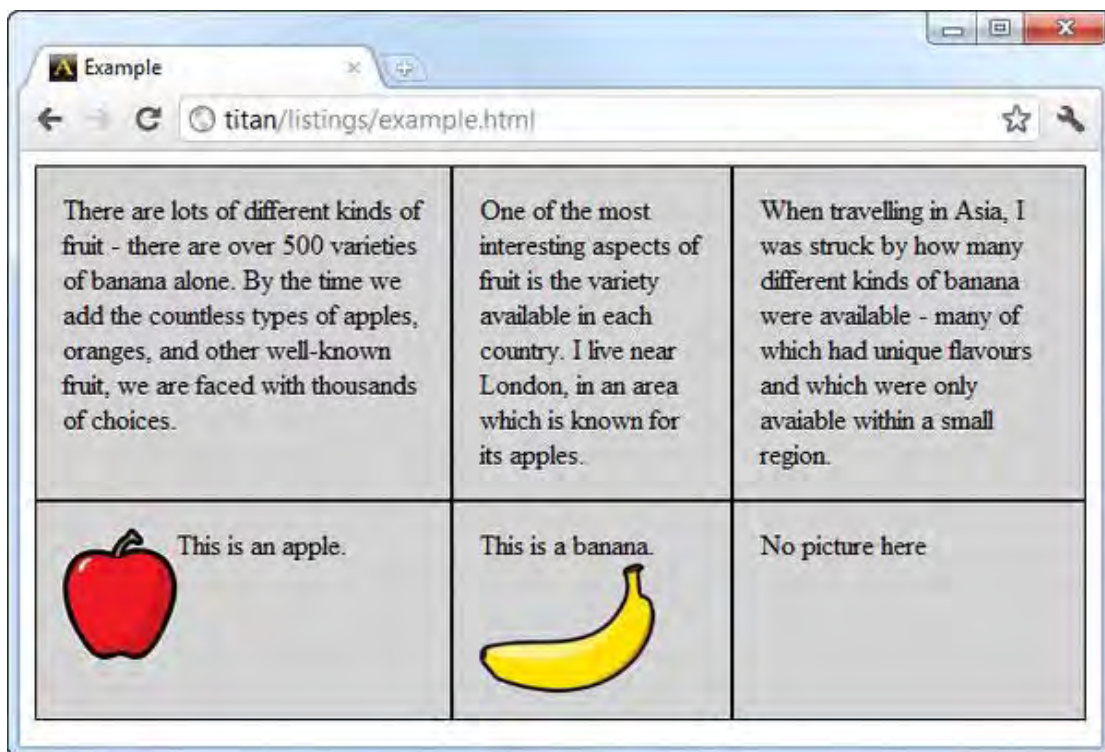 Example
titan/listings/example.html
There are lots of different kinds of
fruit - there are over 500 varieties
of banana alone. By the time we
add the countless types of apples,
oranges, and other well-known
fruit, we are faced with thousands
of choices.
One of the most
interesting aspects of
fruit is the variety
available in each
country. I live near
London, in an area
which is known for
its apples.
When travelling in Asia, I
was struck by how many
different kinds of banana
were available - many of
which had unique flavours
and which were only
avaiable within a small
region.
This is an apple.
This is a banana.
No picture here